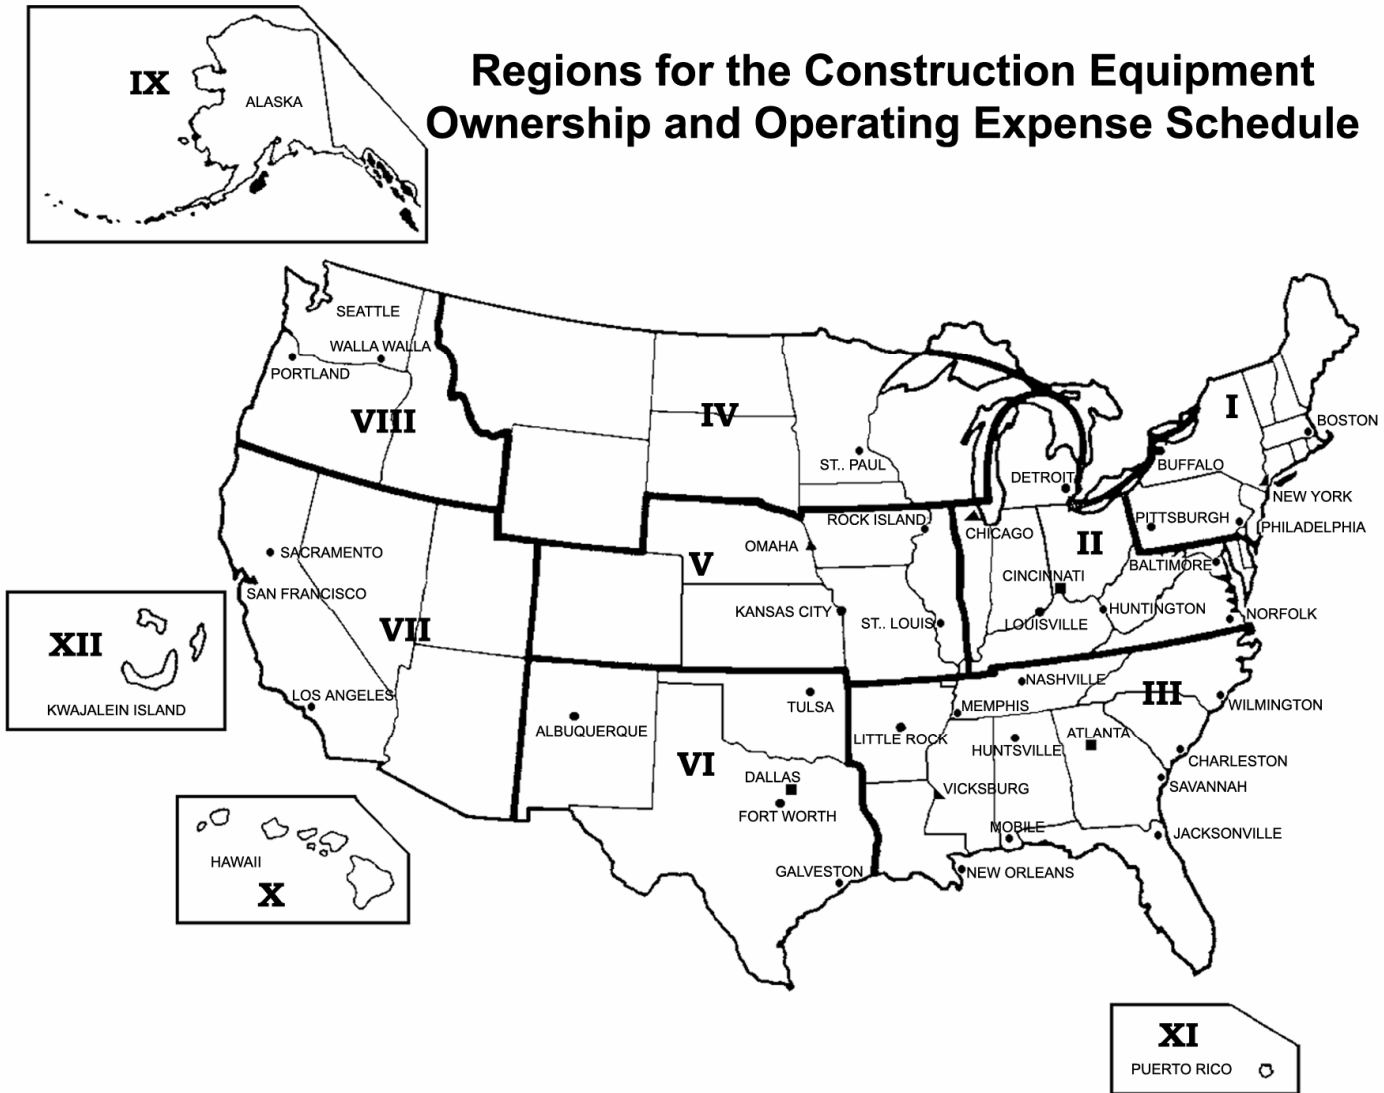 Regions for the Construction Equipment
Ownership and Operating Expense Schedule
IX
ALASKA
SEATTLE
WALLA WALLA
PORTLAND
VIII
IV
I
BOSTON
ST.. PAUL
DETROIT
BUFFALO
NEW YORK
ROCK ISLAND
PITTSBURGH
PHILADELPHIA
CHICAGO
II
OMAHA
SACRAMENTO
V
BALTIMORE
CINCINNATI
SAN FRANCISCO
KANSAS CITY
HUNTINGTON
NORFOLK
ST.. LOUIS
LOUISVILLE
VII
XII
KWAJALEIN ISLAND
NASHVILLE
III
LOS ANGELES
TULSA
MEMPHIS
WILMINGTON
ALBUQUERQUE
LITTLE ROCK
ATLANTA
HUNTSVILLE
CHARLESTON
VI
DALLAS
VICKSBURG
SAVANNAH
FORT WORTH
MOBILE
JACKSONVILLE
HAWAII
X
GALVESTON
NEW ORLEANS
XI
PUERTO RICO